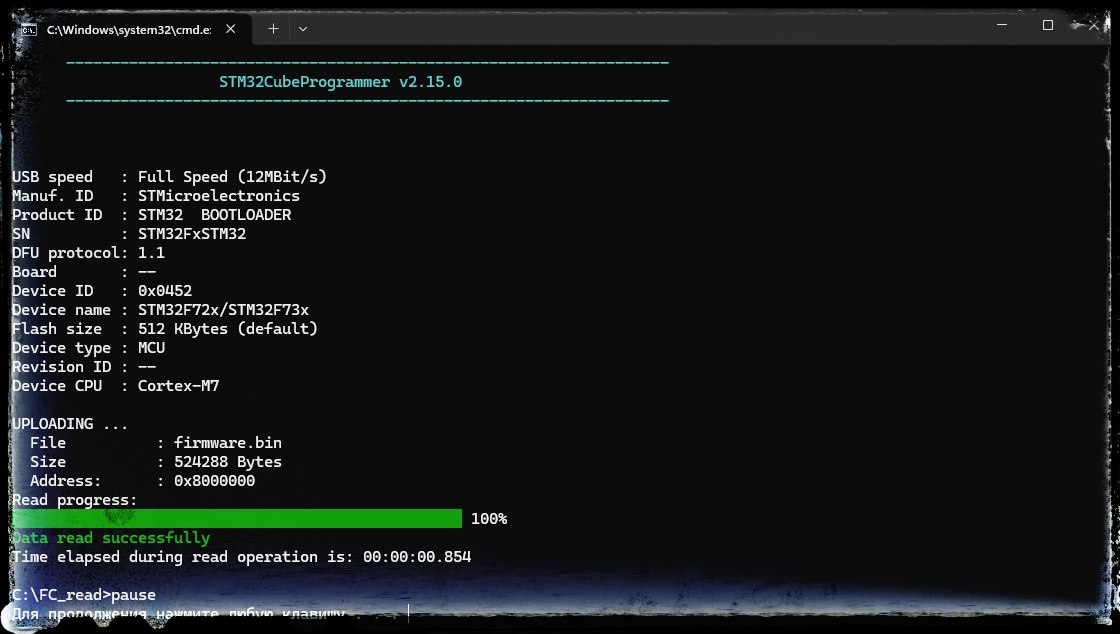 C:\Windows\system32\cmd.e:
STM32CubeProgrammer v2.15.0
USB speed : Full Speed (12MBit/s)
Manuf. ID : STMicroelectronics
Product ID : STM32 BOOTLOADER
SN : STM32FxSTM32
DFU protocol: 1.1
Board : --
Device ID : 0x0452
Device name : STM32F72x/STM32F73x
Flash size : 512 KBytes (default)
Device type : MCU
Revision ID : --
Device CPU : Cortex-M7
UPLOADING ...
File : firmware.bin
Size : 524288 Bytes
Address: : 0x8000000
Read progress:
100%
Data read successfully
Time elapsed during read operation is: 00:00:00.854
C:\FC_read>pause
Для продолжения нажмите любую клавишу . . .